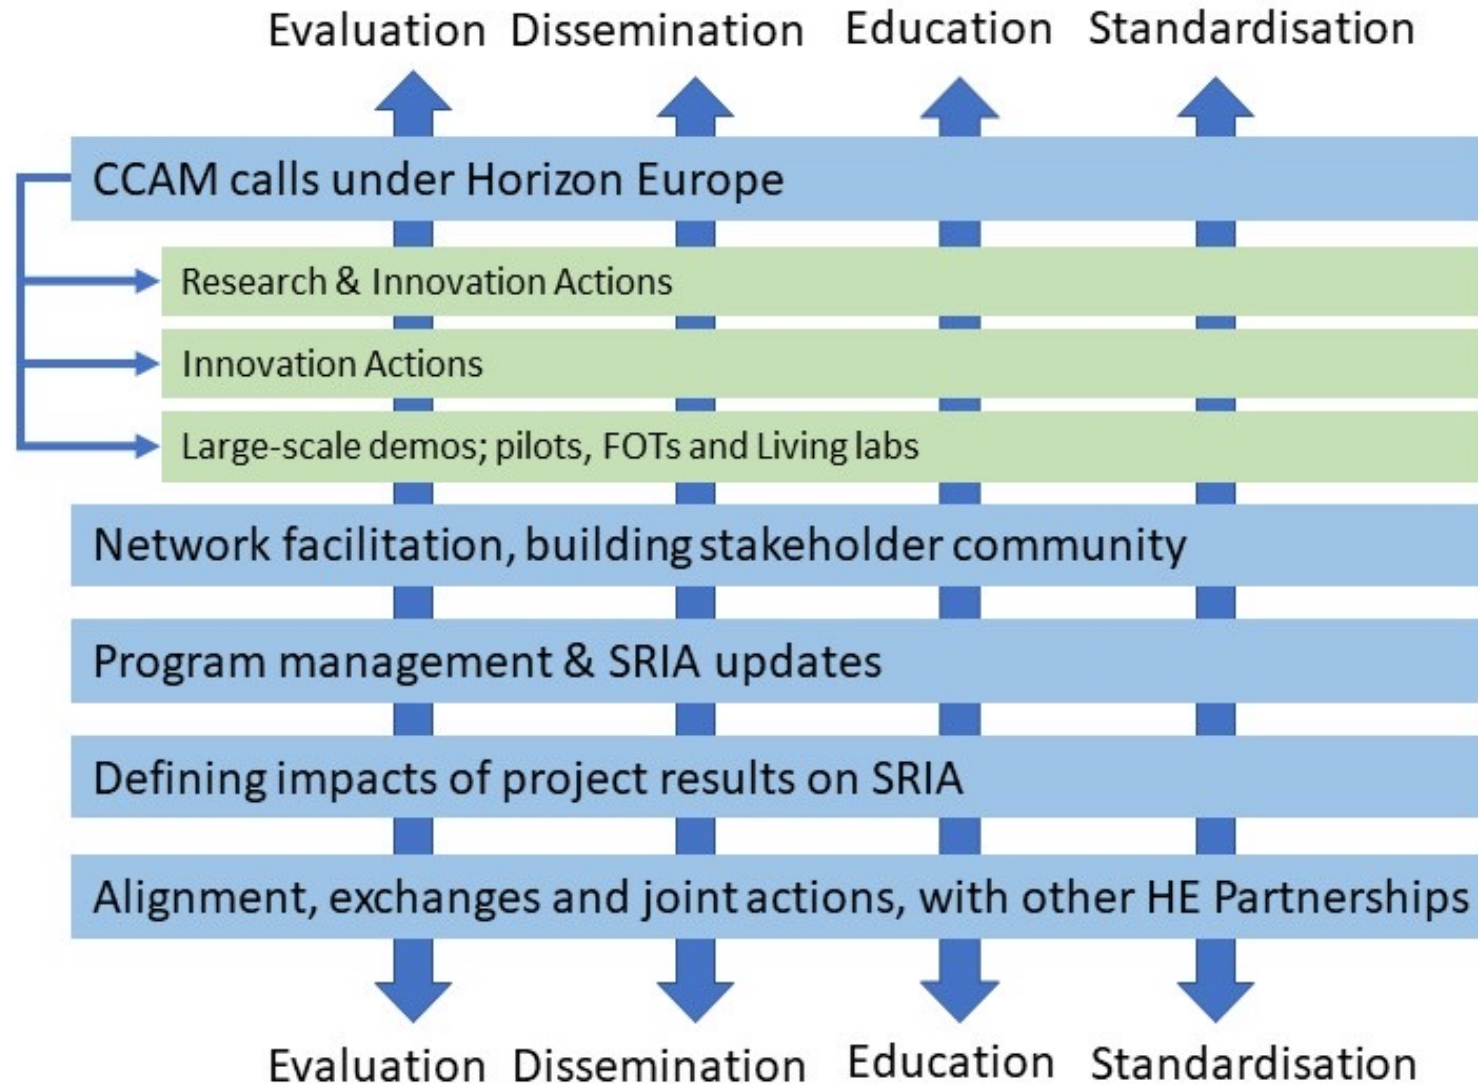 Evaluation Dissemination Education Standardisation
CCAM calls under Horizon Europe
Research & Innovation Actions
Innovation Actions
Large-scale demos; pilots, FOTs and Living labs
Network facilitation, building stakeholder community
Program management & SRIA updates
Defining impacts of project results on SRIA
Alignment, exchanges and joint actions, with other HE Partnerships
Evaluation Dissemination Education Standardisation